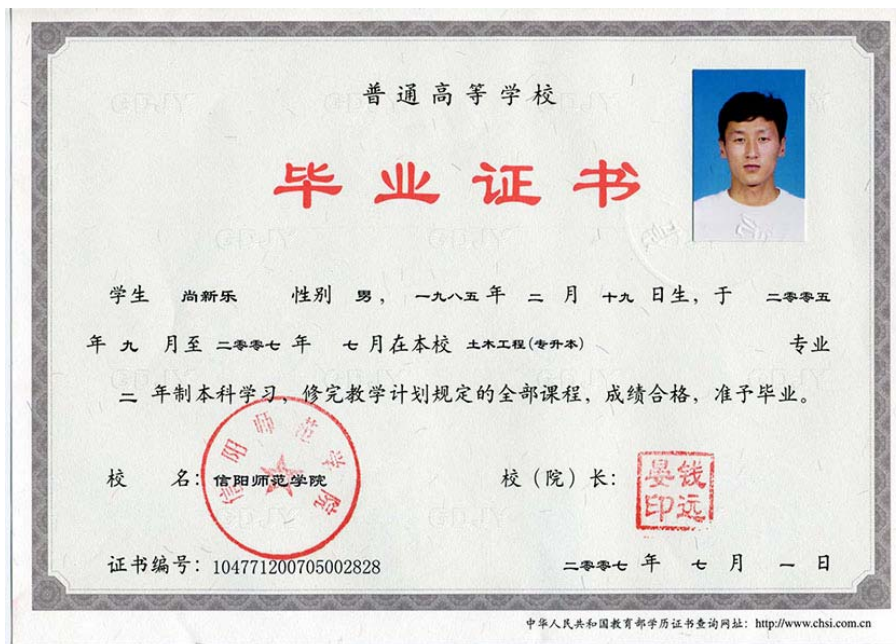 普通高等学校
毕业证书
学生 尚新乐 性别 男，一九八五年 二 月 十九 日生，于 二零零五
年 九 月至 二零零七 年 七 月在本校 土木工程(专升本) 专业
二 年制本科学习，修完教学计划规定的全部课程，成绩合格，准予毕业。
校 名：信阳师范学院
信阳师范学院
校（院）长：
钱远晏印
证书编号：104771200705002828
二零零七 年 七 月 一 日
中华人民共和国教育部学历证书查询网址：http://www.chsi.com.cn